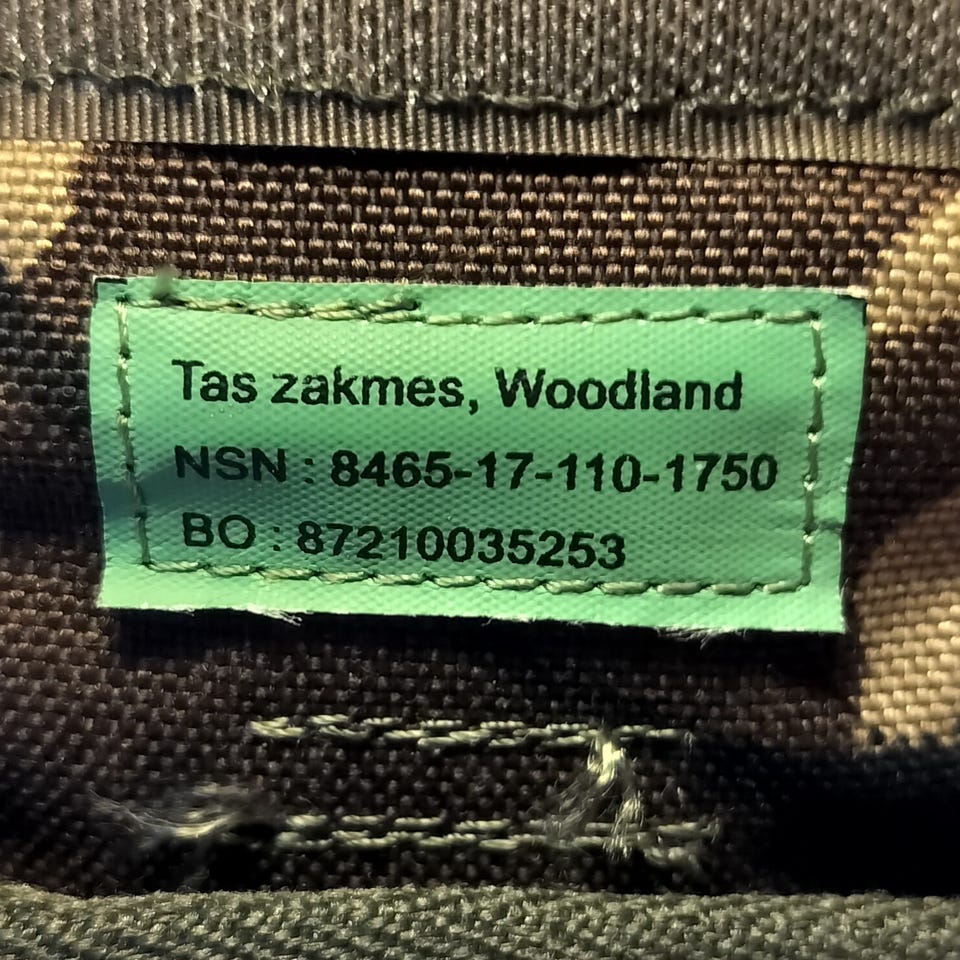 Tas zakmes, Woodland
NSN : 8465-17-110-1750
BO : 87210035253